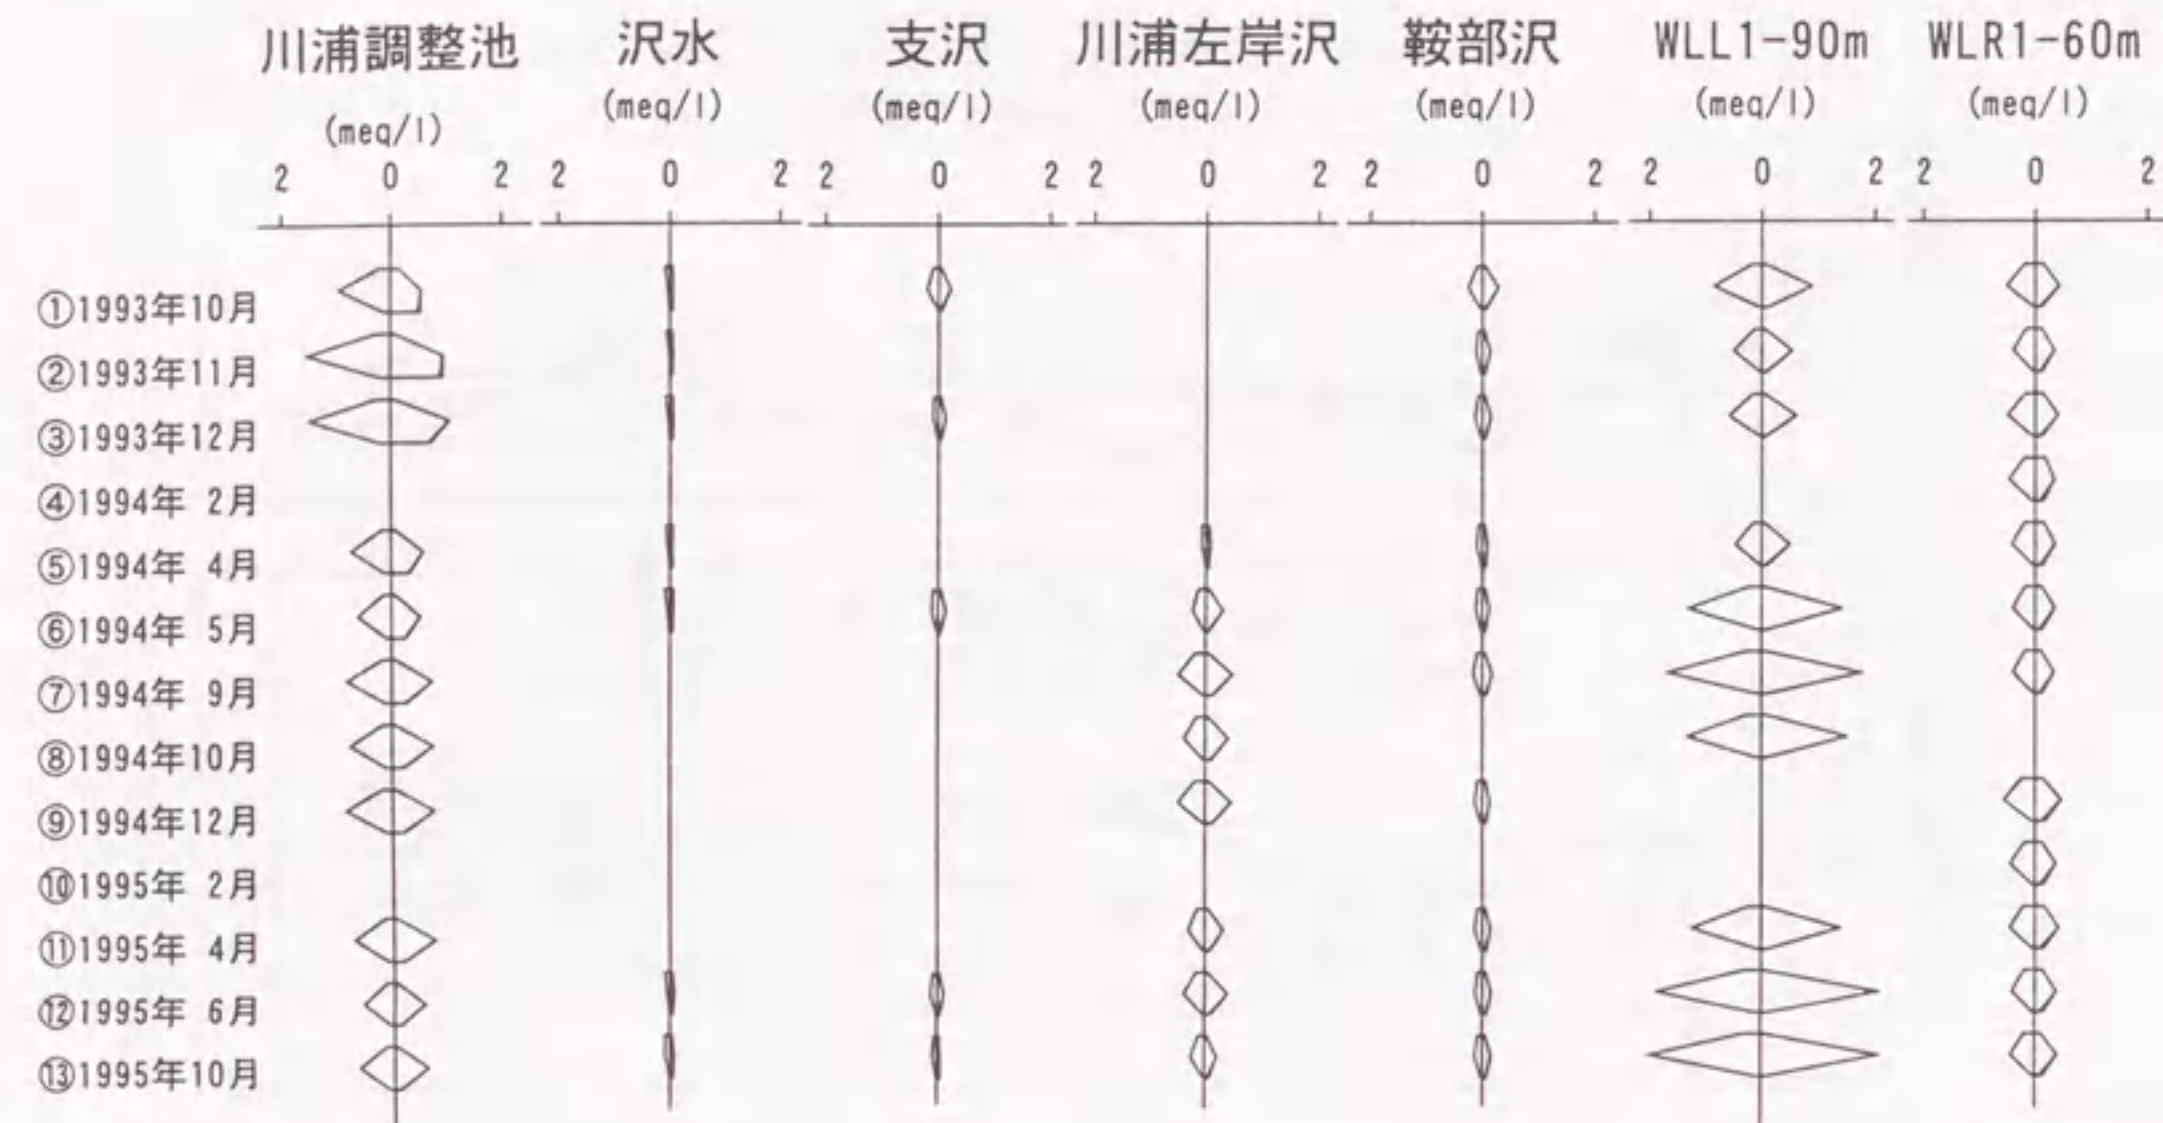 川浦調整池 沢水 支沢 川浦左岸沢 鞍部沢 WLL1-90m WLR1-60m
(meq/l) (meq/l) (meq/l) (meq/l) (meq/l) (meq/l) (meq/l)
2 0 2 2 0 2 2 0 2 2 0 2 2 0 2 2 0 2 2 0 2
①1993年10月
②1993年11月
③1993年12月
④1994年 2月
⑤1994年 4月
⑥1994年 5月
⑦1994年 9月
⑧1994年10月
⑨1994年12月
⑩1995年 2月
⑪1995年 4月
⑫1995年 6月
⑬1995年10月